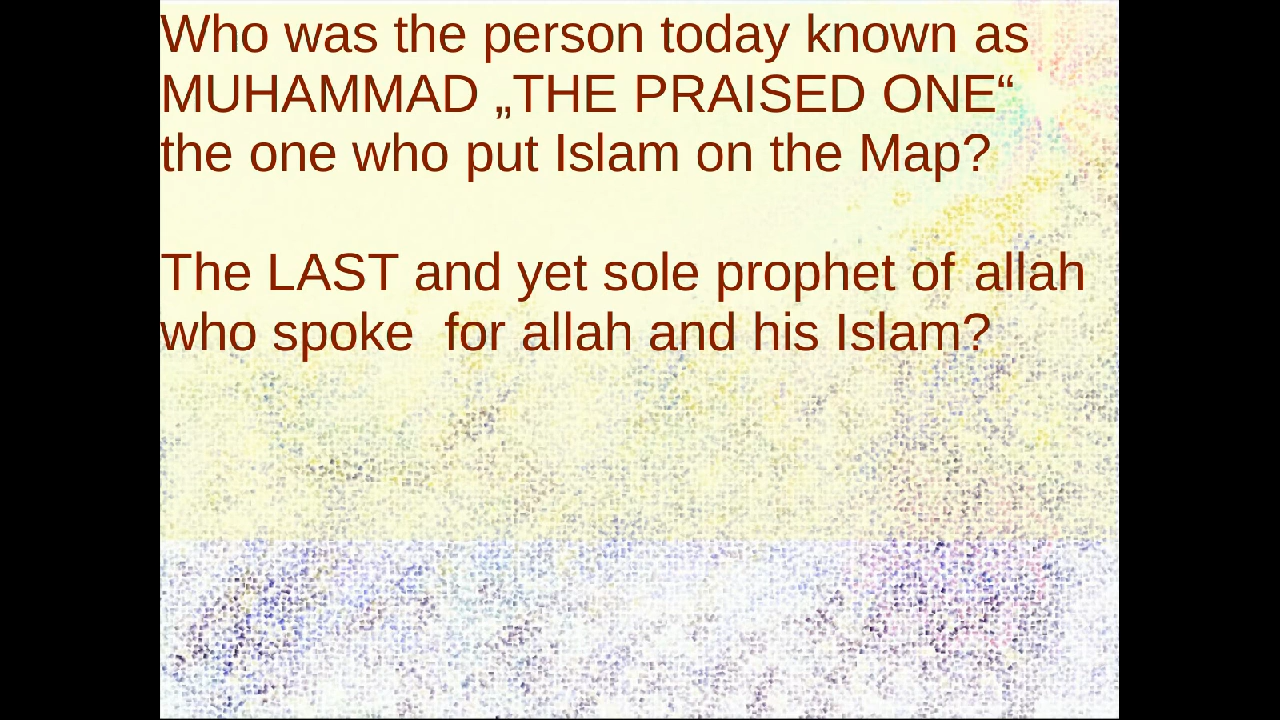 Who was the person today known as
MUHAMMAD „THE PRAISED ONE“
the one who put Islam on the Map?
The LAST and yet sole prophet of allah
who spoke  for allah and his Islam?